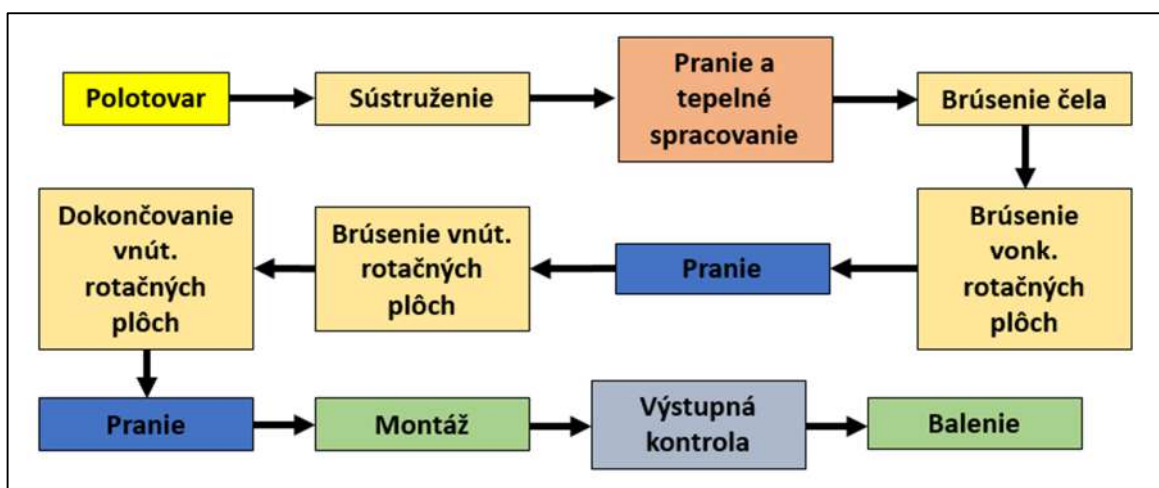 Polotovar
Sústruženie
Pranie a
tepelné
spracovanie
Brúsenie čela
Brúsenie
vonk.
rotačných
plôch
Pranie
Brúsenie vnút.
rotačných
plôch
Dokončovanie
vnút.
rotačných
plôch
Pranie
Montáž
Výstupná
kontrola
Balenie